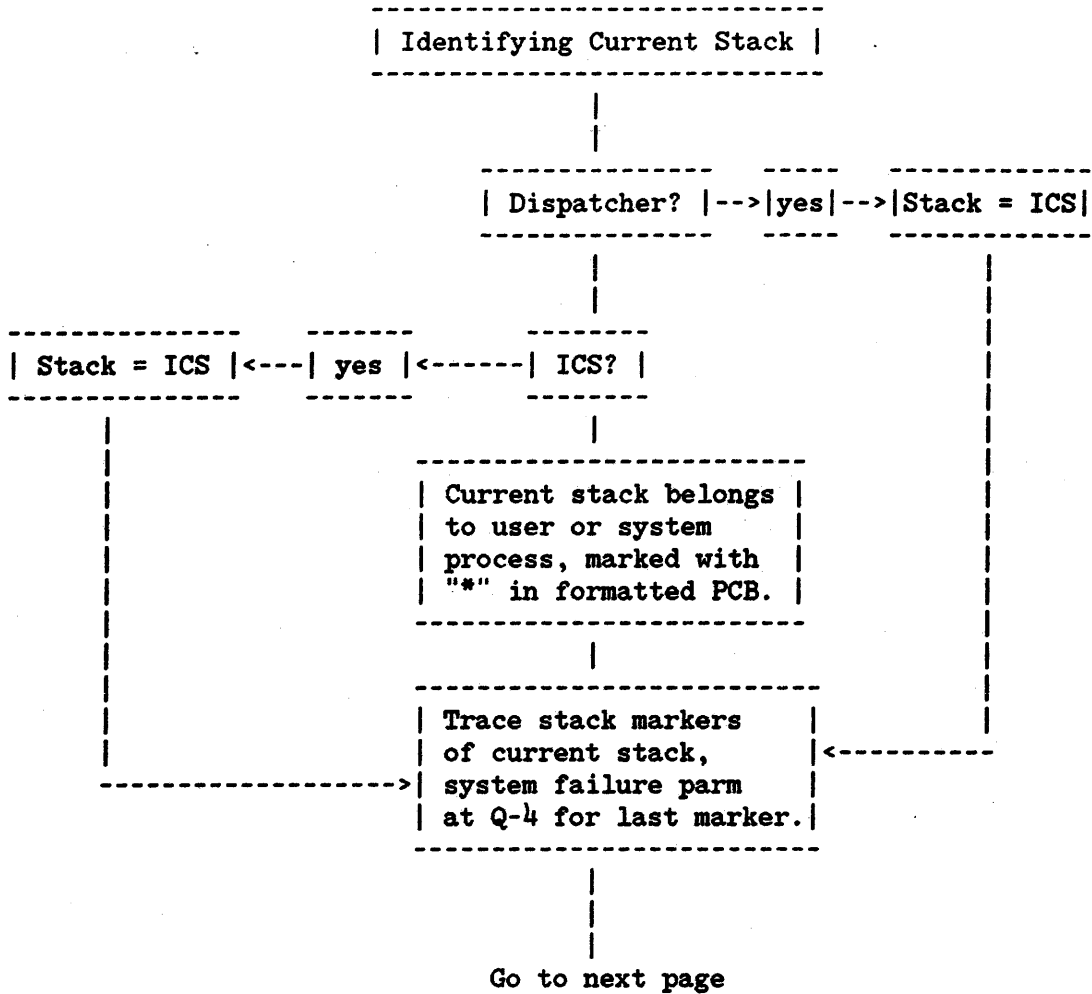 Identifying Current Stack
Dispatcher? yes Stack = ICS
Stack = ICS yes ICS?
Current stack belongs
to user or system
process, marked with
"*" in formatted PCB.
Trace stack markers
of current stack,
system failure parm
at Q-4 for last marker.
Go to next page